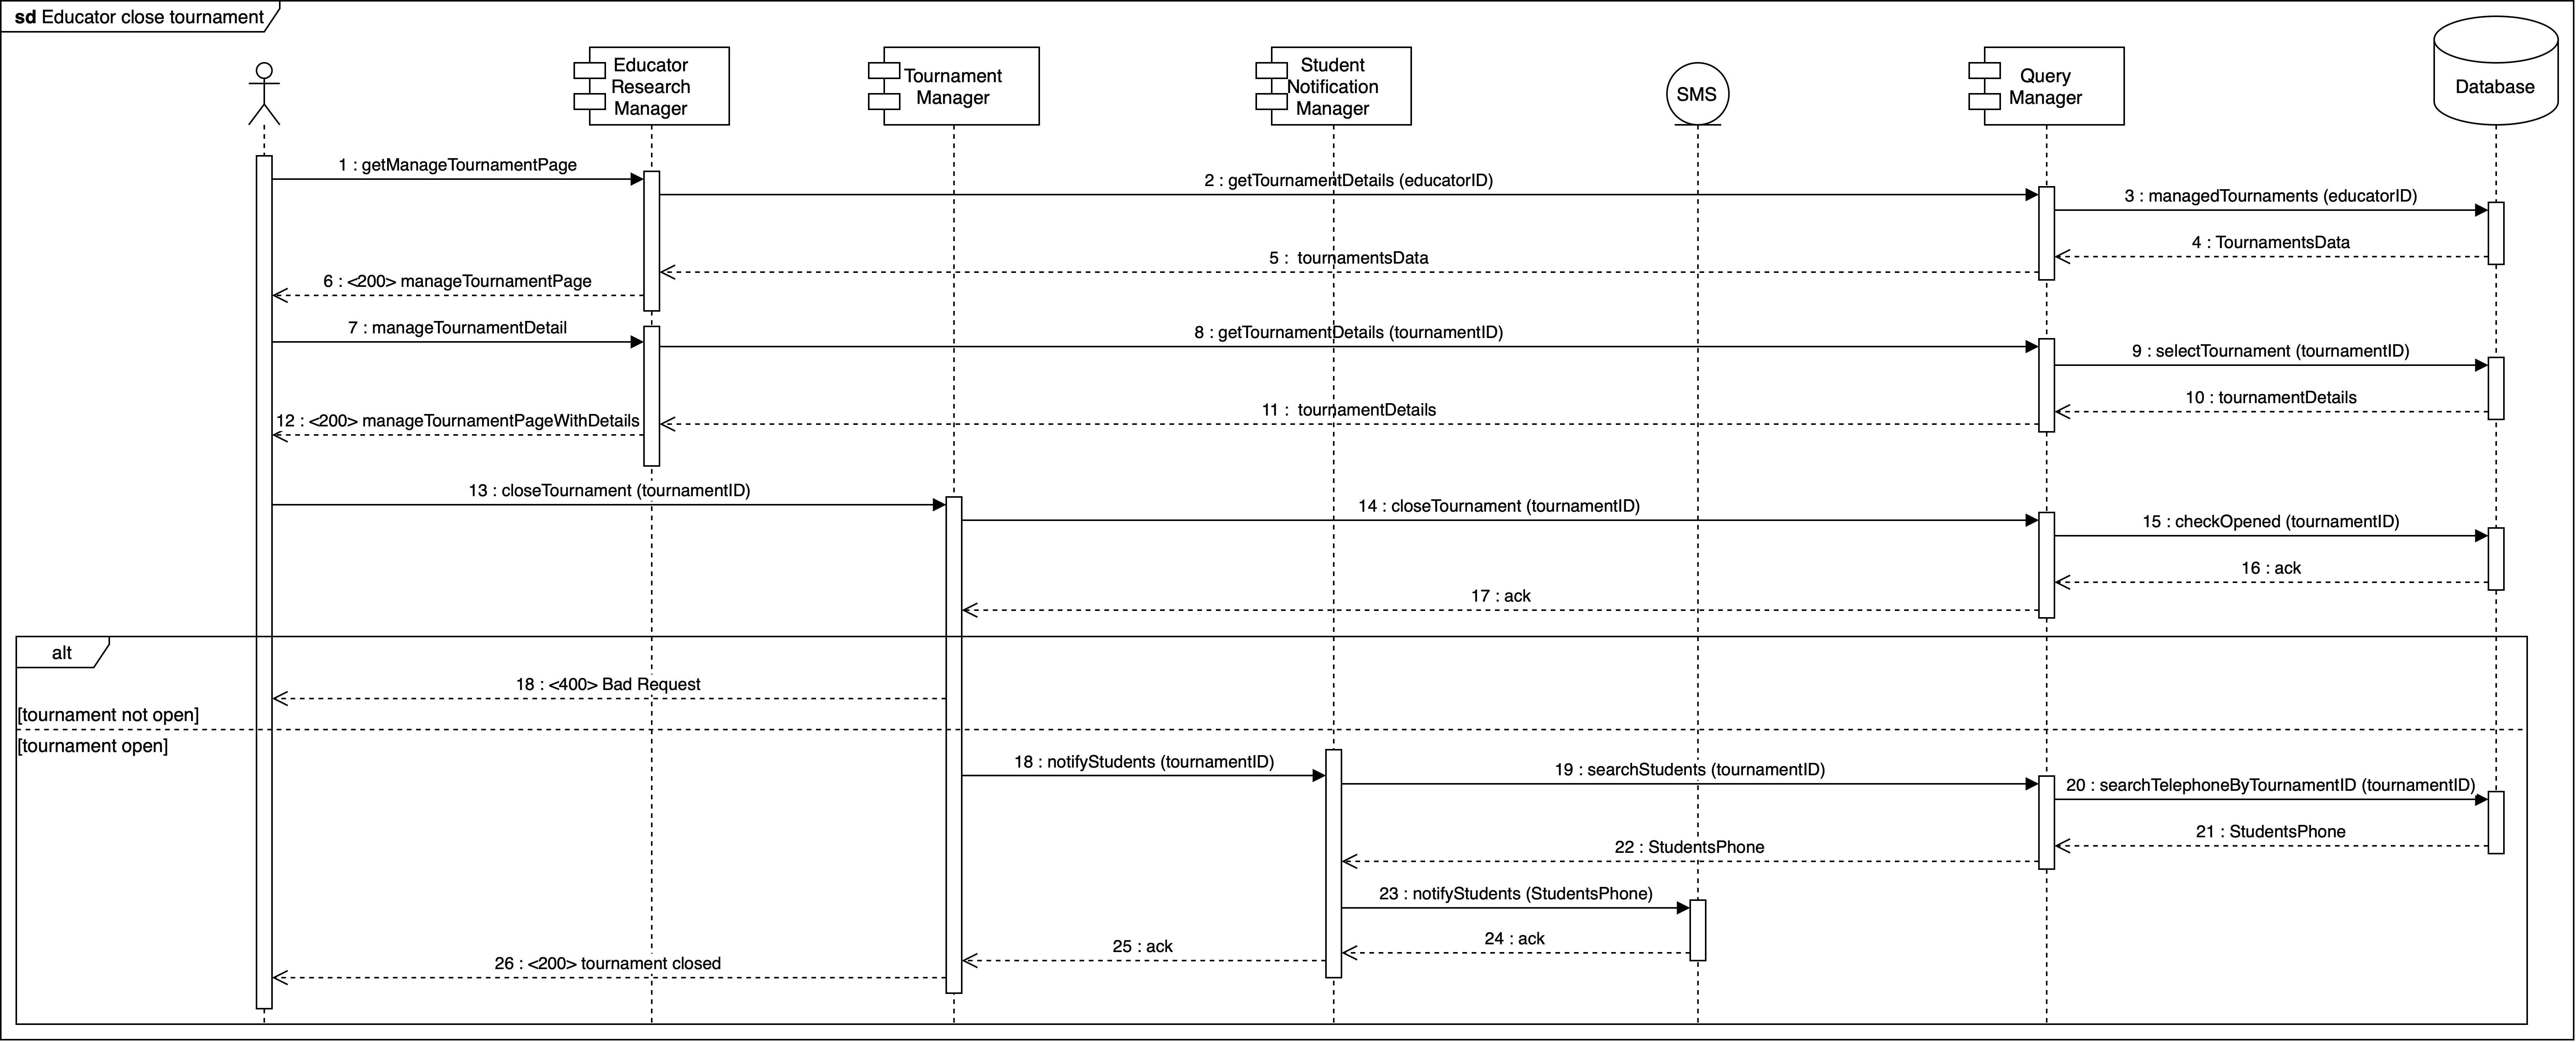 sd Educator close tournament
Educator
Research
Manager
Tournament
Manager
Student
Notification
Manager
SMS
Query
Manager
Database
1 : getManageTournamentPage
2 : getTournamentDetails (educatorID)
3 : managedTournaments (educatorID)
4 : TournamentsData
5 : tournamentsData
6 : <200> manageTournamentPage
7 : manageTournamentDetail
8 : getTournamentDetails (tournamentID)
9 : selectTournament (tournamentID)
10 : tournamentDetails
11 : tournamentDetails
12 : <200> manageTournamentPageWithDetails
13 : closeTournament (tournamentID)
14 : closeTournament (tournamentID)
15 : checkOpened (tournamentID)
16 : ack
17 : ack
alt
18 : <400> Bad Request
[tournament not open]
[tournament open]
18 : notifyStudents (tournamentID)
19 : searchStudents (tournamentID)
20 : searchTelephoneByTournamentID (tournamentID)
21 : StudentsPhone
22 : StudentsPhone
23 : notifyStudents (StudentsPhone)
24 : ack
25 : ack
26 : <200> tournament closed